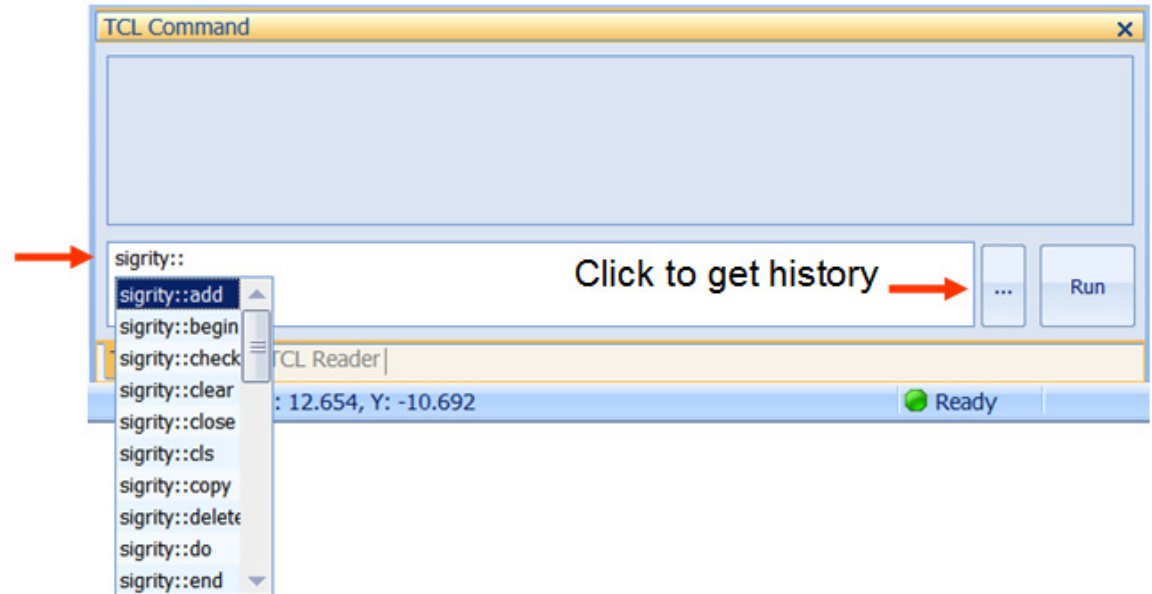 TCL Command
sigrity::
Click to get history
...
Run
sigrity::add
sigrity::begin
sigrity::check
TCL Reader
sigrity::clear
: 12.654, Y: -10.692
Ready
sigrity::close
sigrity::cls
sigrity::copy
sigrity::delete
sigrity::do
sigrity::end